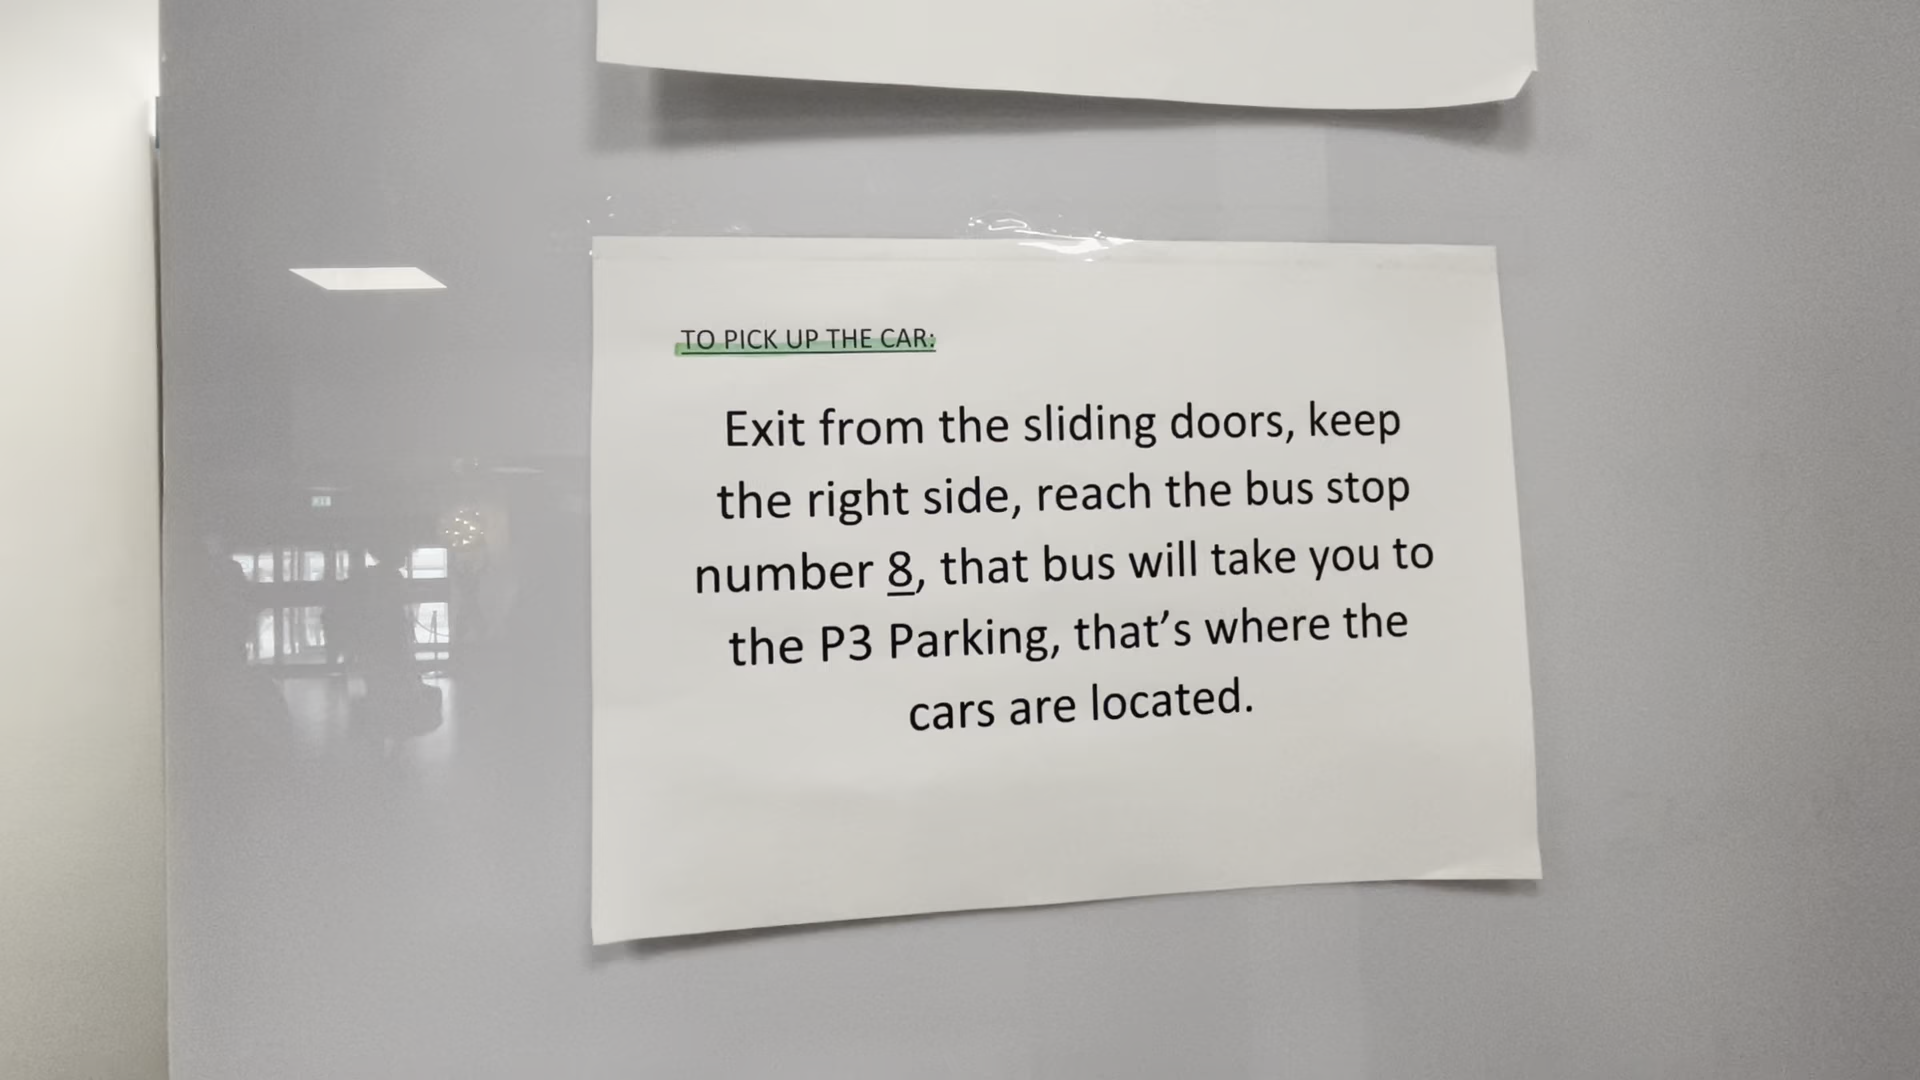 TO PICK UP THE CAR:
Exit from the sliding doors, keep
the right side, reach the bus stop
number 8, that bus will take you to
the P3 Parking, that’s where the
cars are located.